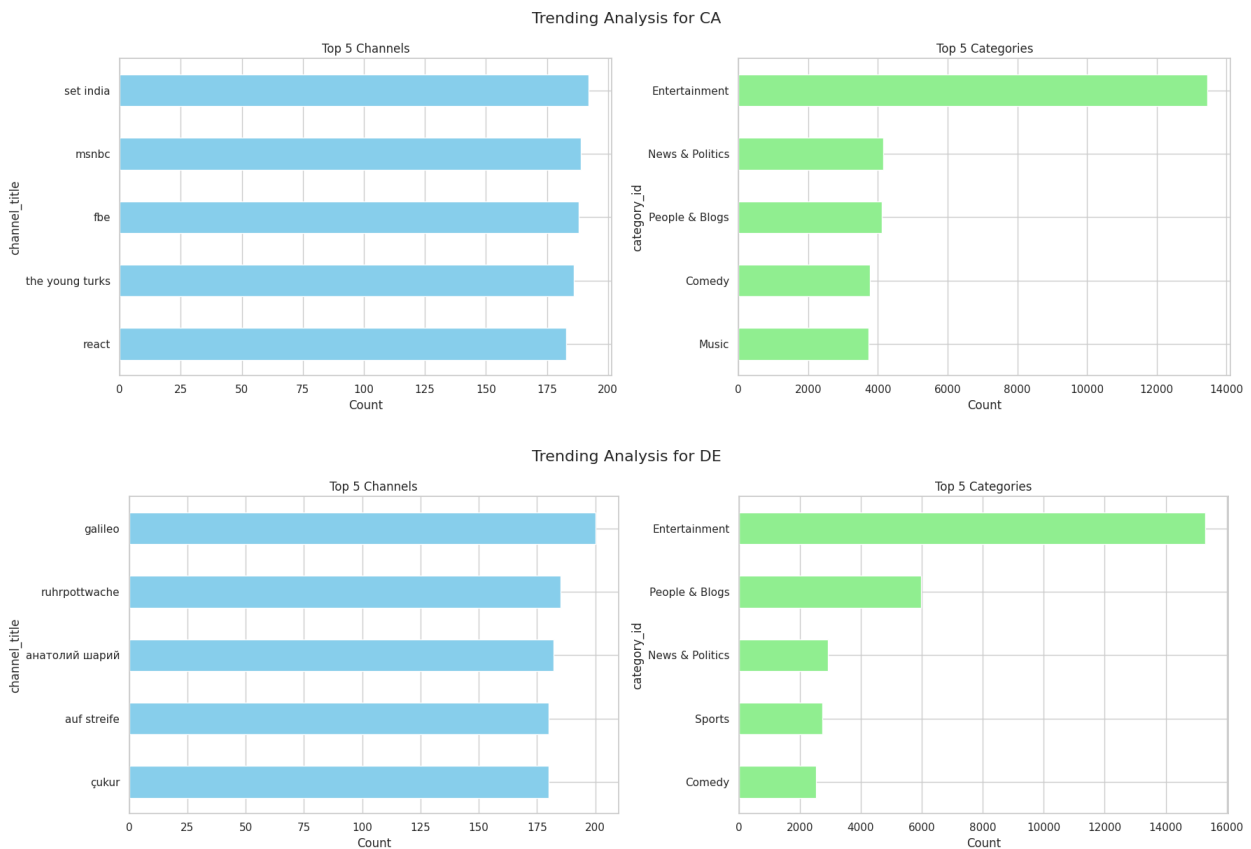 Trending Analysis for CA
Top 5 Channels
channel_title
set india
msnbc
fbe
the young turks
react
0 25 50 75 100 125 150 175 200
Count
Top 5 Categories
category_id
Entertainment
News & Politics
People & Blogs
Comedy
Music
0 2000 4000 6000 8000 10000 12000 14000
Count
Trending Analysis for DE
Top 5 Channels
channel_title
galileo
ruhrpottwache
анатолий шарий
auf streife
çukur
0 25 50 75 100 125 150 175 200
Count
Top 5 Categories
category_id
Entertainment
People & Blogs
News & Politics
Sports
Comedy
0 2000 4000 6000 8000 10000 12000 14000 16000
Count